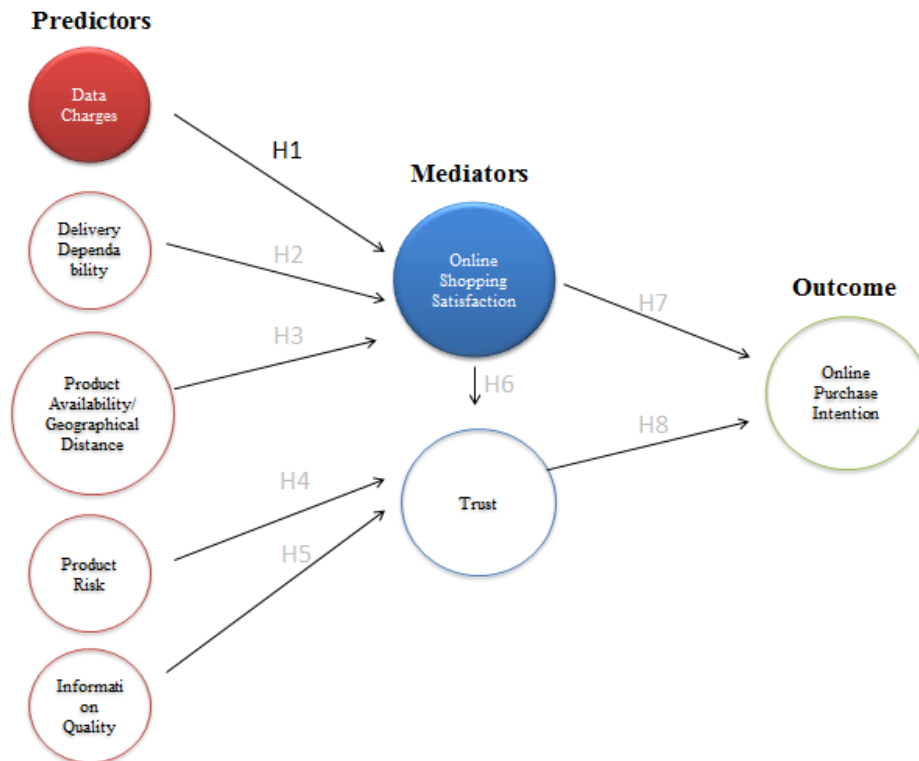 Predictors
Data
Charges
H1
Mediators
Delivery
Depende
bility
H2
Online
Shopping
Satisfaction
Outcome
H7
H3
Product
Availability/
Geographical
Distance
H6
Online
Purchase
Intention
H8
H4
Trust
H5
Product
Risk
Informati
on
Quality